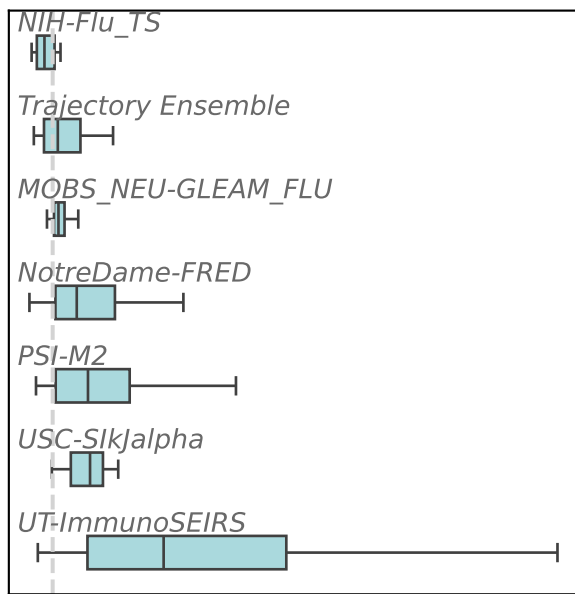 NIH-Flu_TS
Trajectory Ensemble
MOBS_NEU-GLEAM_FLU
NotreDame-FRED
PSI-M2
USC-SIkJalpha
UT-ImmunoSEIRS